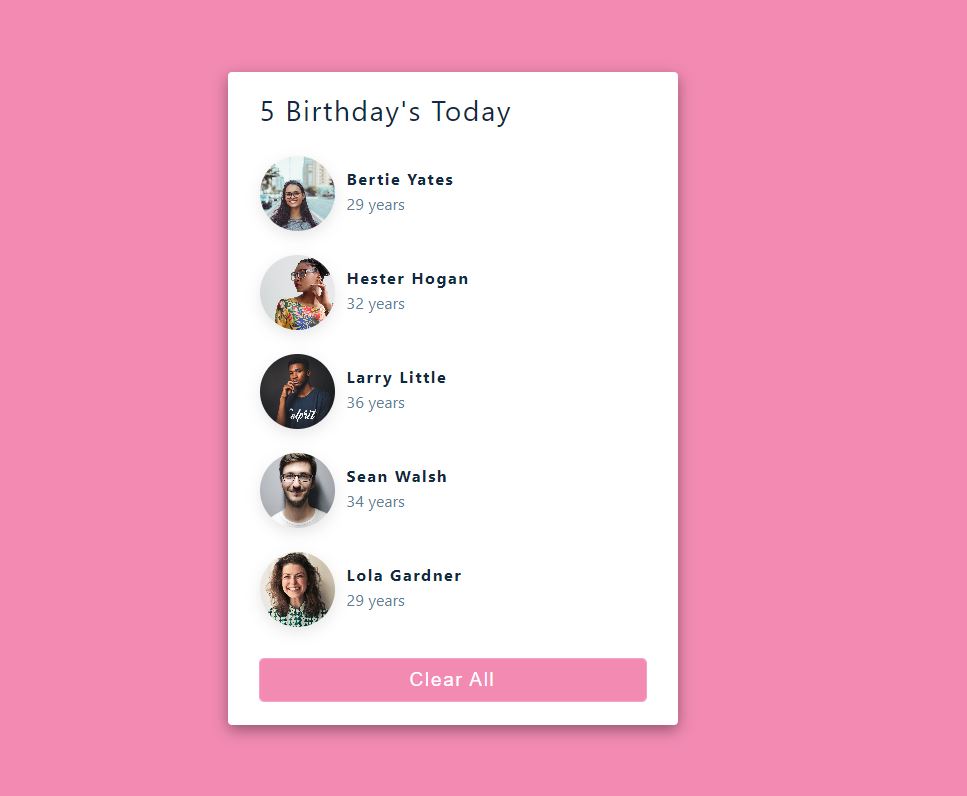 5 Birthday's Today
Bertie Yates
29 years
Hester Hogan
32 years
Larry Little
36 years
Sean Walsh
34 years
Lola Gardner
29 years
Clear All